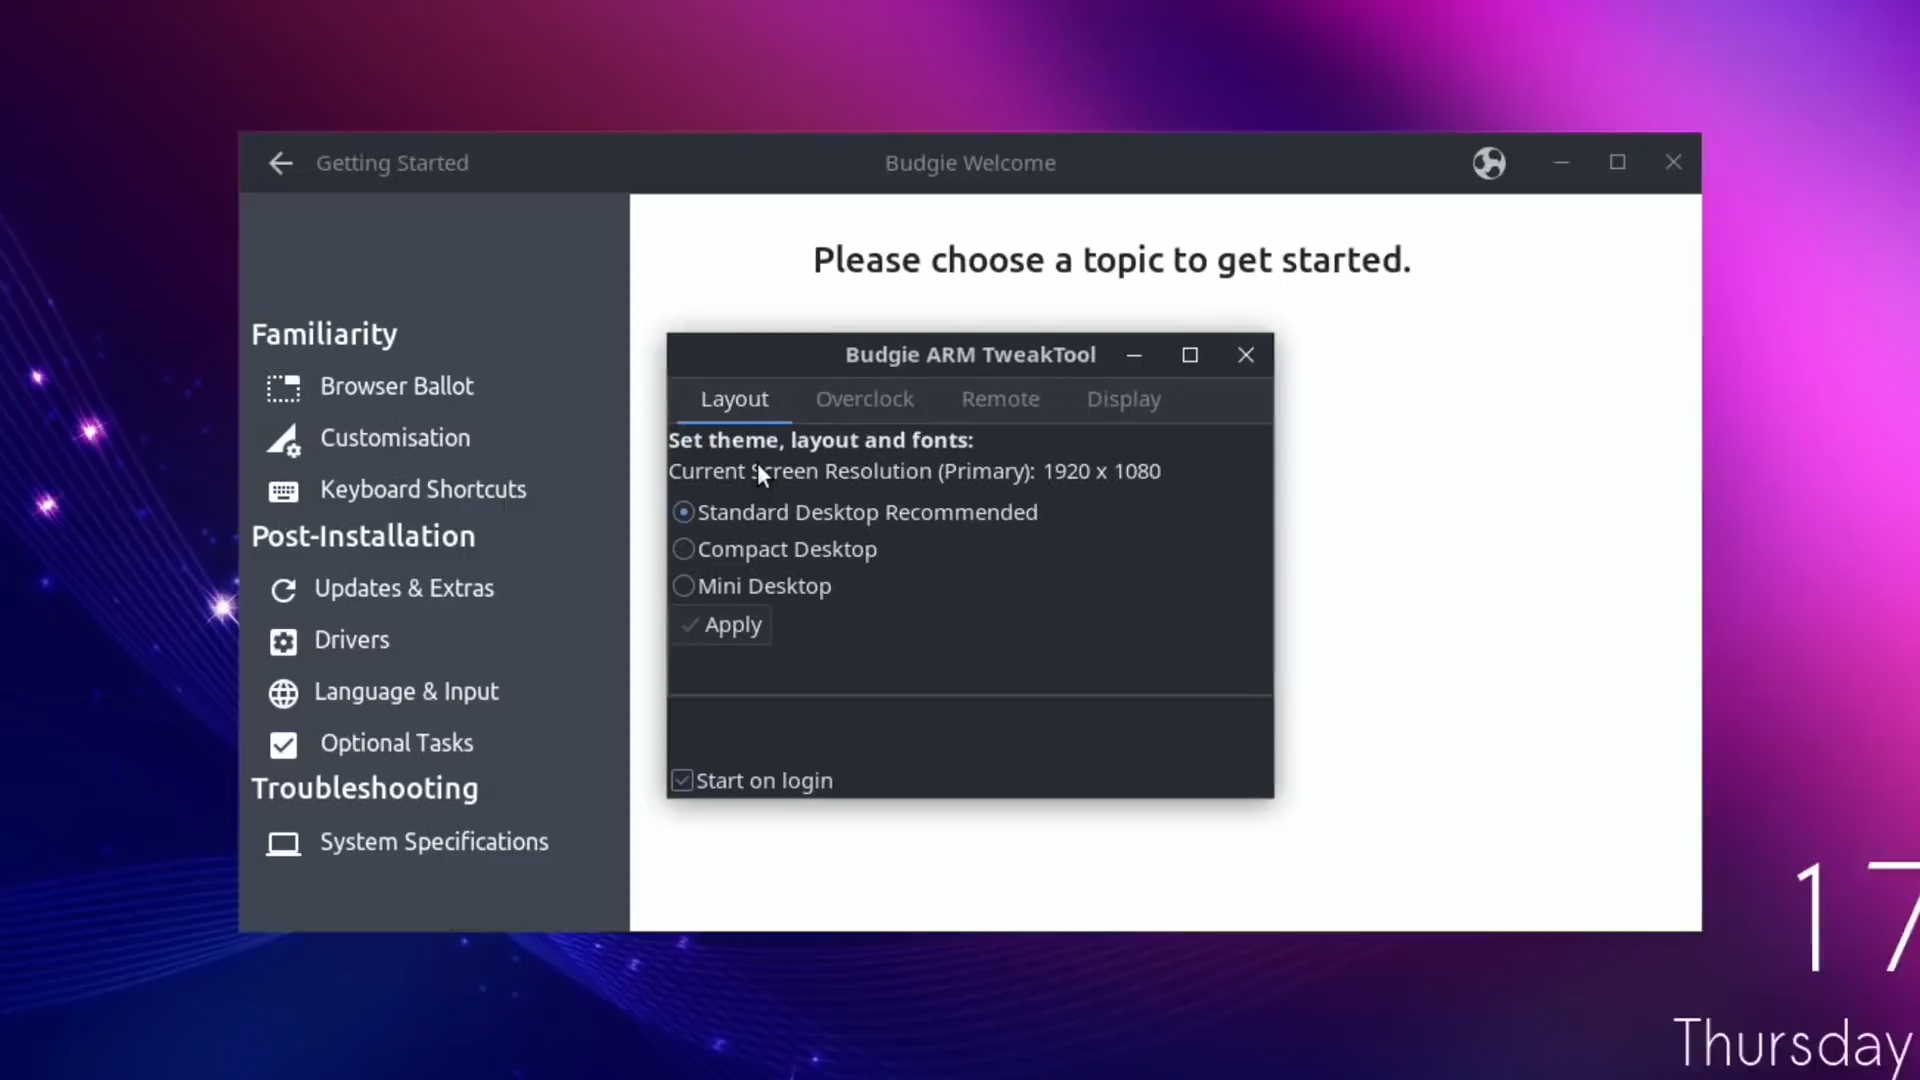 Getting Started
Budgie Welcome
Please choose a topic to get started.
Familiarity
Browser Ballot
Customisation
Keyboard Shortcuts
Post-Installation
Updates & Extras
Drivers
Language & Input
Optional Tasks
Troubleshooting
System Specifications
Budgie ARM TweakTool
Layout Overclock Remote Display
Set theme, layout and fonts:
Current Screen Resolution (Primary): 1920 x 1080
Standard Desktop Recommended
Compact Desktop
Mini Desktop
Apply
Start on login
17
Thursday